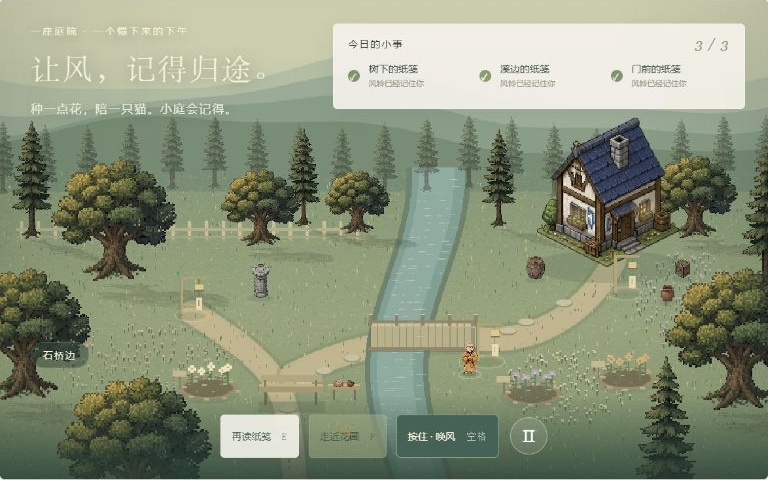 一座庭院 · 一个慢下来的下午
让风，记得归途。
种一点花，陪一只猫。小庭会记得。
今日的小事
3 / 3
树下的纸笺
风铃已经记住你
溪边的纸笺
风铃已经记住你
门前的纸笺
风铃已经记住你
石桥边
再读纸笺 E
走近花圃 F
按住 · 唤风 空格